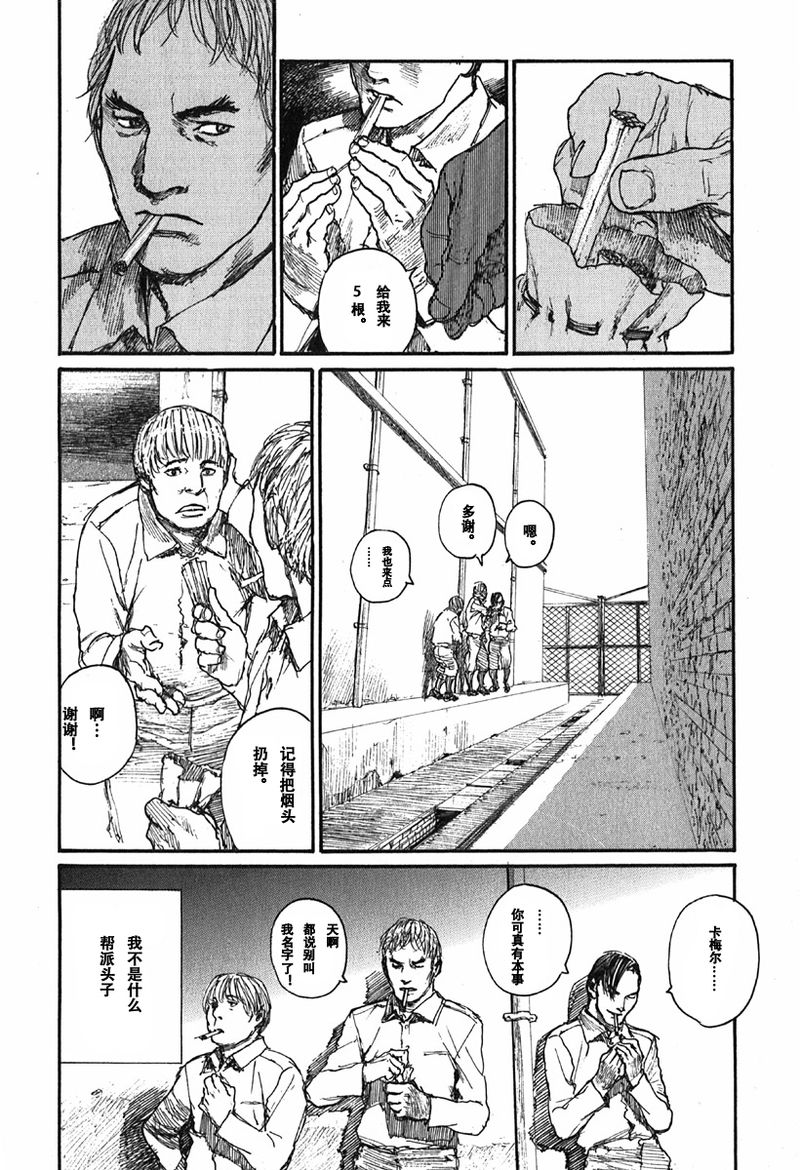 给我来
5根。
嗯。
多谢。
我也来点
……
记得把烟头
扔掉。
啊…
谢谢！
卡梅尔……
……
你可真有本事
天啊
都说别叫
我名字了！
我不是什么
帮派头子